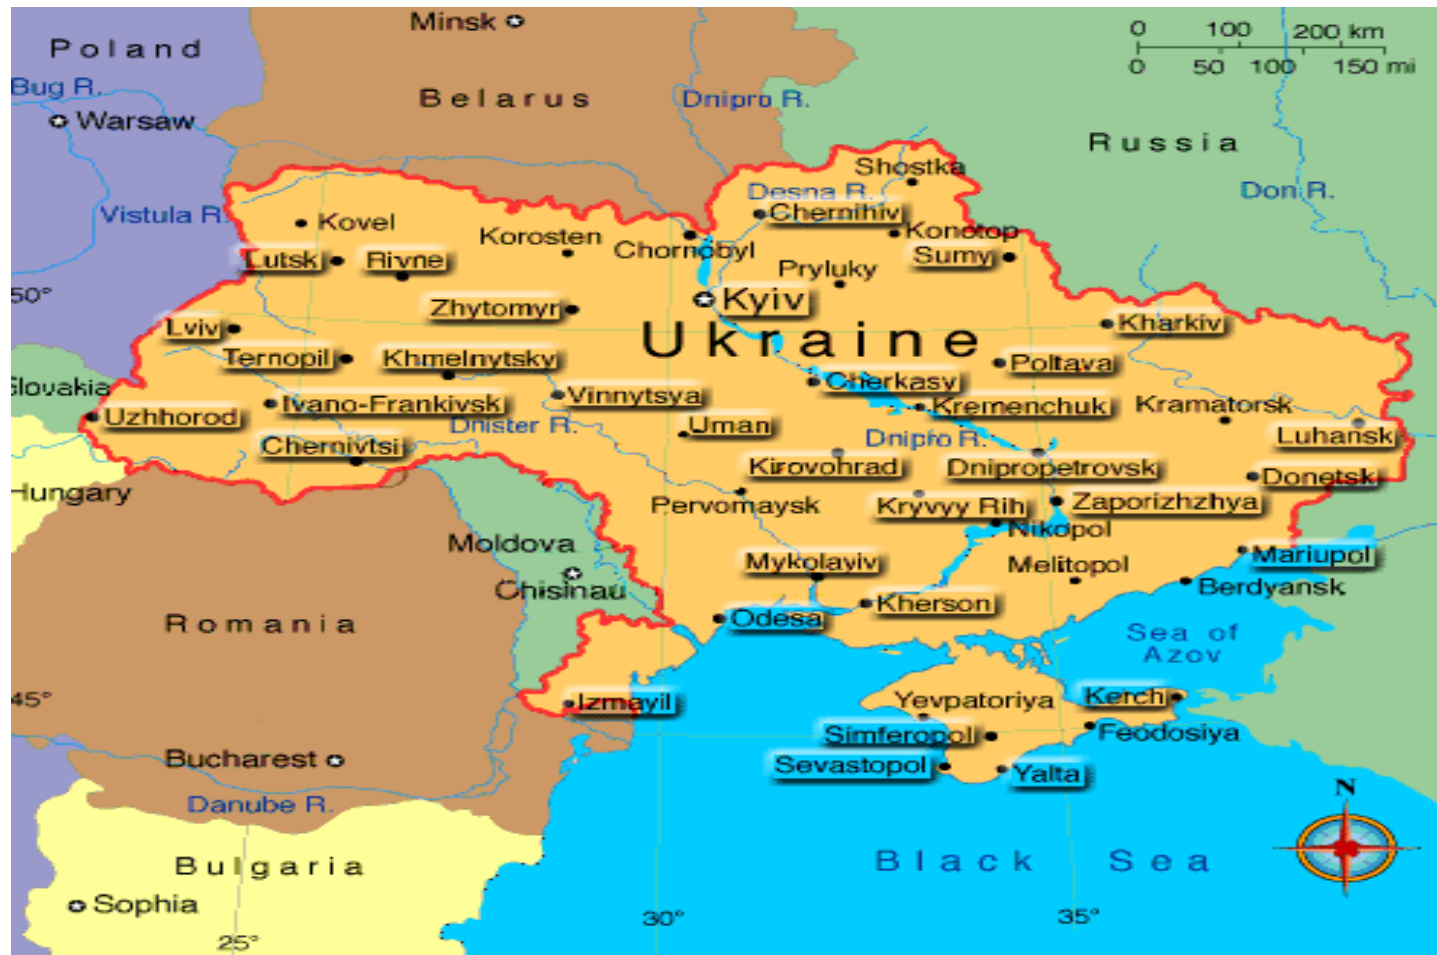 Minsk
0 100 200 km
0 50 100 150 mi
Poland
Bug R.
Belarus
Dnipro R.
Warsaw
Russia
Shostka
Desna R.
Don R.
Vistula R.
Kovel
Chernihiv
Korosten
Chornobyl
Konotop
Lutsk
Rivne
Sumy
Pryluky
50°
Zhytomyr
Kyiv
Lviv
Ukraine
Kharkiv
Ternopil
Khmelnytsky
Poltava
Slovakia
Cherkasy
Uzhhorod
Ivano-Frankivsk
Vinnytsya
Kremenchuk
Kramatorsk
Dnister R.
Uman
Dnipro R.
Luhansk
Chernivtsi
Kirovohrad
Dnipropetrovsk
Donetsk
Hungary
Pervomaysk
Kryvyy Rih
Zaporizhzhya
Nikopol
Moldova
Mykolayiv
Melitopol
Mariupol
Chisinau
Berdyansk
Kherson
Odesa
Romania
Sea of
Azov
45°
Izmayil
Yevpatoriya
Kerch
Simferopol
Feodosiya
Bucharest
Sevastopol
Yalta
N
Danube R.
Bulgaria
Black Sea
Sophia
25°
30°
35°